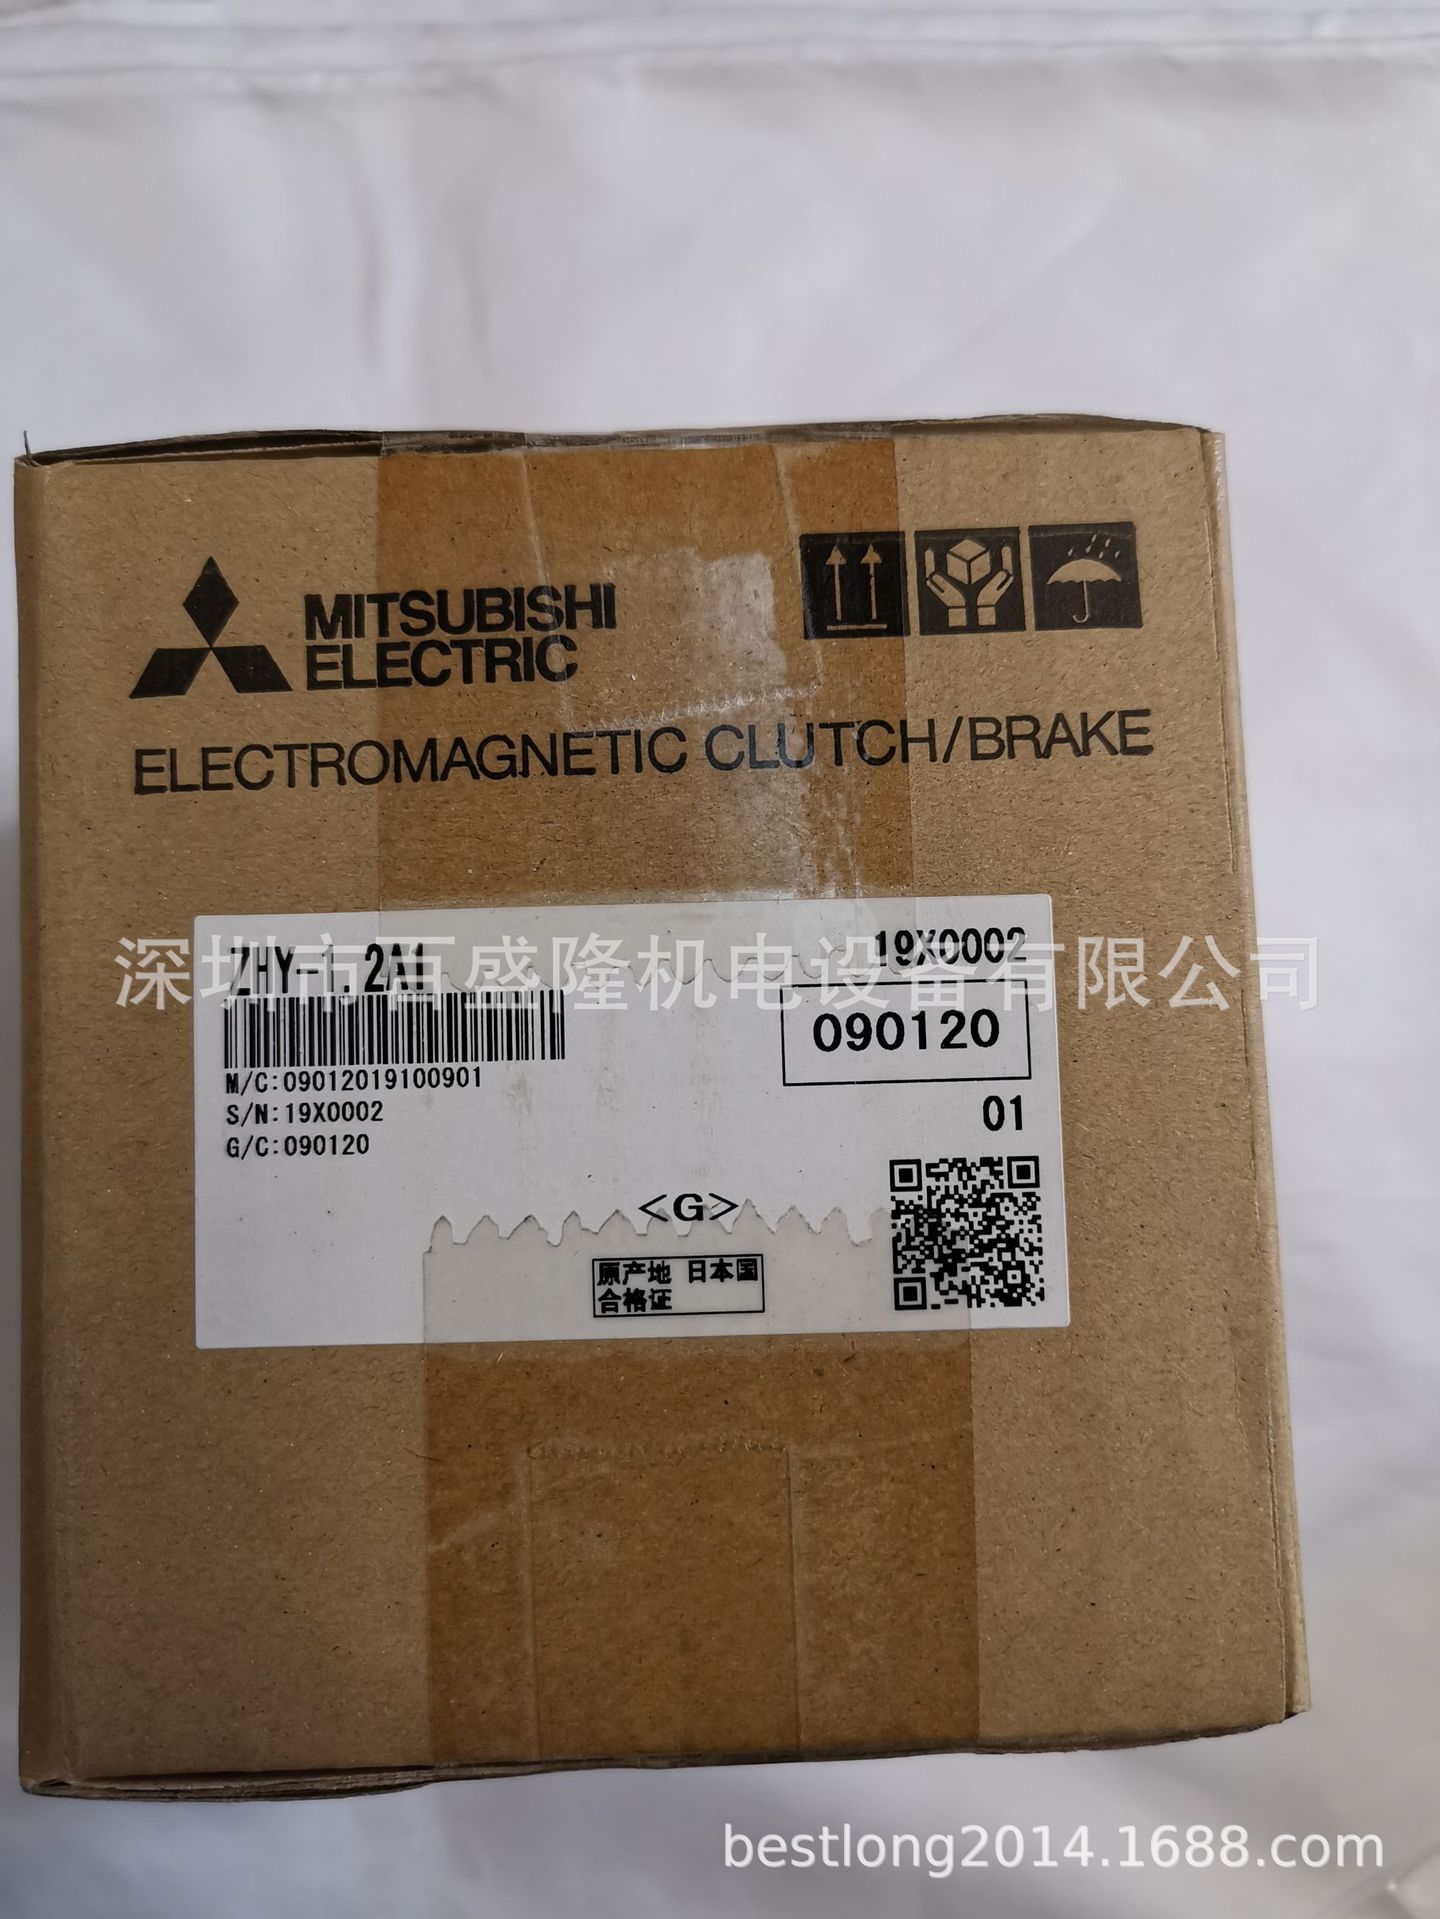 MITSUBISHI
ELECTRIC
ELECTROMAGNETIC CLUTCH/BRAKE
深圳市百盛隆机电设备有限公司
ZHY-1.2A1
19X0002
090120
M/C:09012019100901
S/N:19X0002
01
G/C:090120
<G>
原产地 日本国
合格证
bestlong2014.1688.com